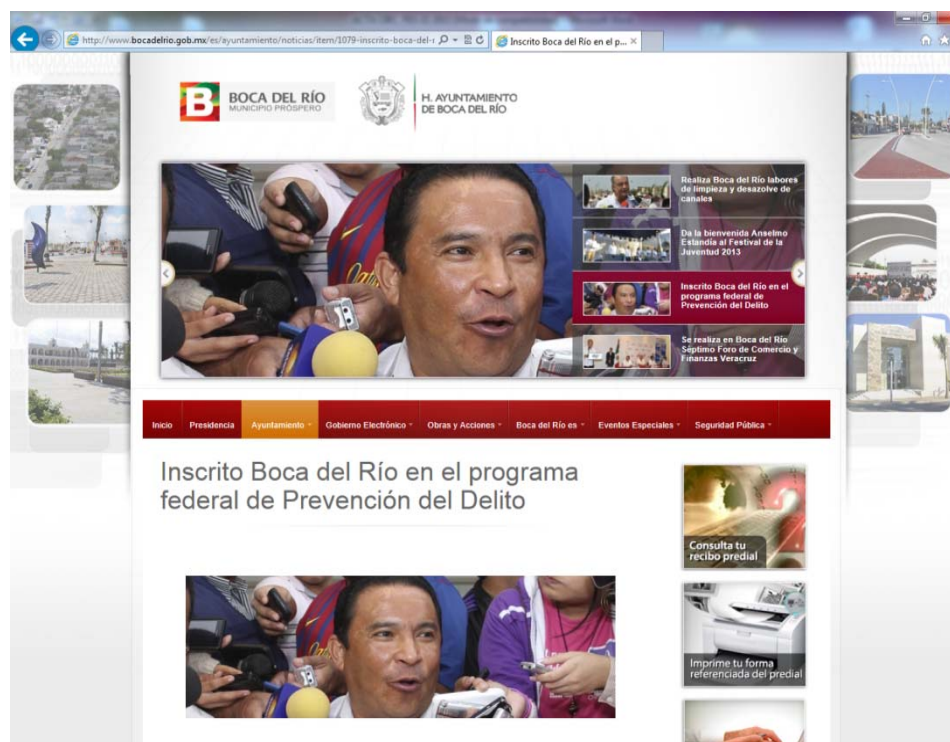 http://www.bocadelrio.gob.mx/es/ayuntamiento/noticias/item/1079-inscrito-boca-del-r
Inscrito Boca del Río en el p...
BOCA DEL RÍO
MUNICIPIO PRÓSPERO
H. AYUNTAMIENTO
DE BOCA DEL RÍO
Realiza Boca del Río labores
de limpieza y desazolve de
canales
Da la bienvenida Anselmo
Estandía al Festival de la
Juventud 2013
Inscrito Boca del Río en el
programa federal de
Prevención del Delito
Se realiza en Boca del Río
Séptimo Foro de Comercio y
Finanzas Veracruz
Inicio Presidencia Ayuntamiento Gobierno Electrónico Obras y Acciones Boca del Río es Eventos Especiales Seguridad Pública
Inscrito Boca del Río en el programa
federal de Prevención del Delito
Consulta tu
recibo predial
Imprime tu forma
referenciada del predial